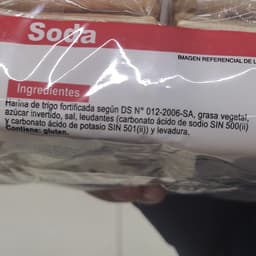 Soda
IMAGEN REFERENCIAL DE
Ingredientes
Harina de trigo fortificada según DS N° 012-2006-SA, grasa vegetal,
azúcar invertido, sal, leudantes (carbonato ácido de sodio SIN 500(ii)
y carbonato ácido de potasio SIN 501(ii)) y levadura.
Contiene: gluten.